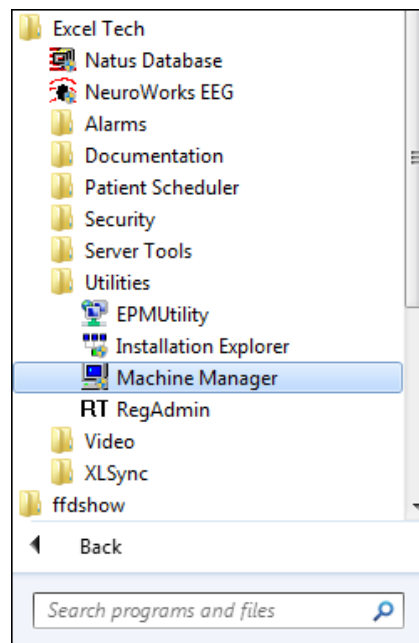 Excel Tech
Natus Database
NeuroWorks EEG
Alarms
Documentation
Patient Scheduler
Security
Server Tools
Utilities
EPMUtility
Installation Explorer
Machine Manager
RT RegAdmin
Video
XLSync
ffdshow
Back
Search programs and files